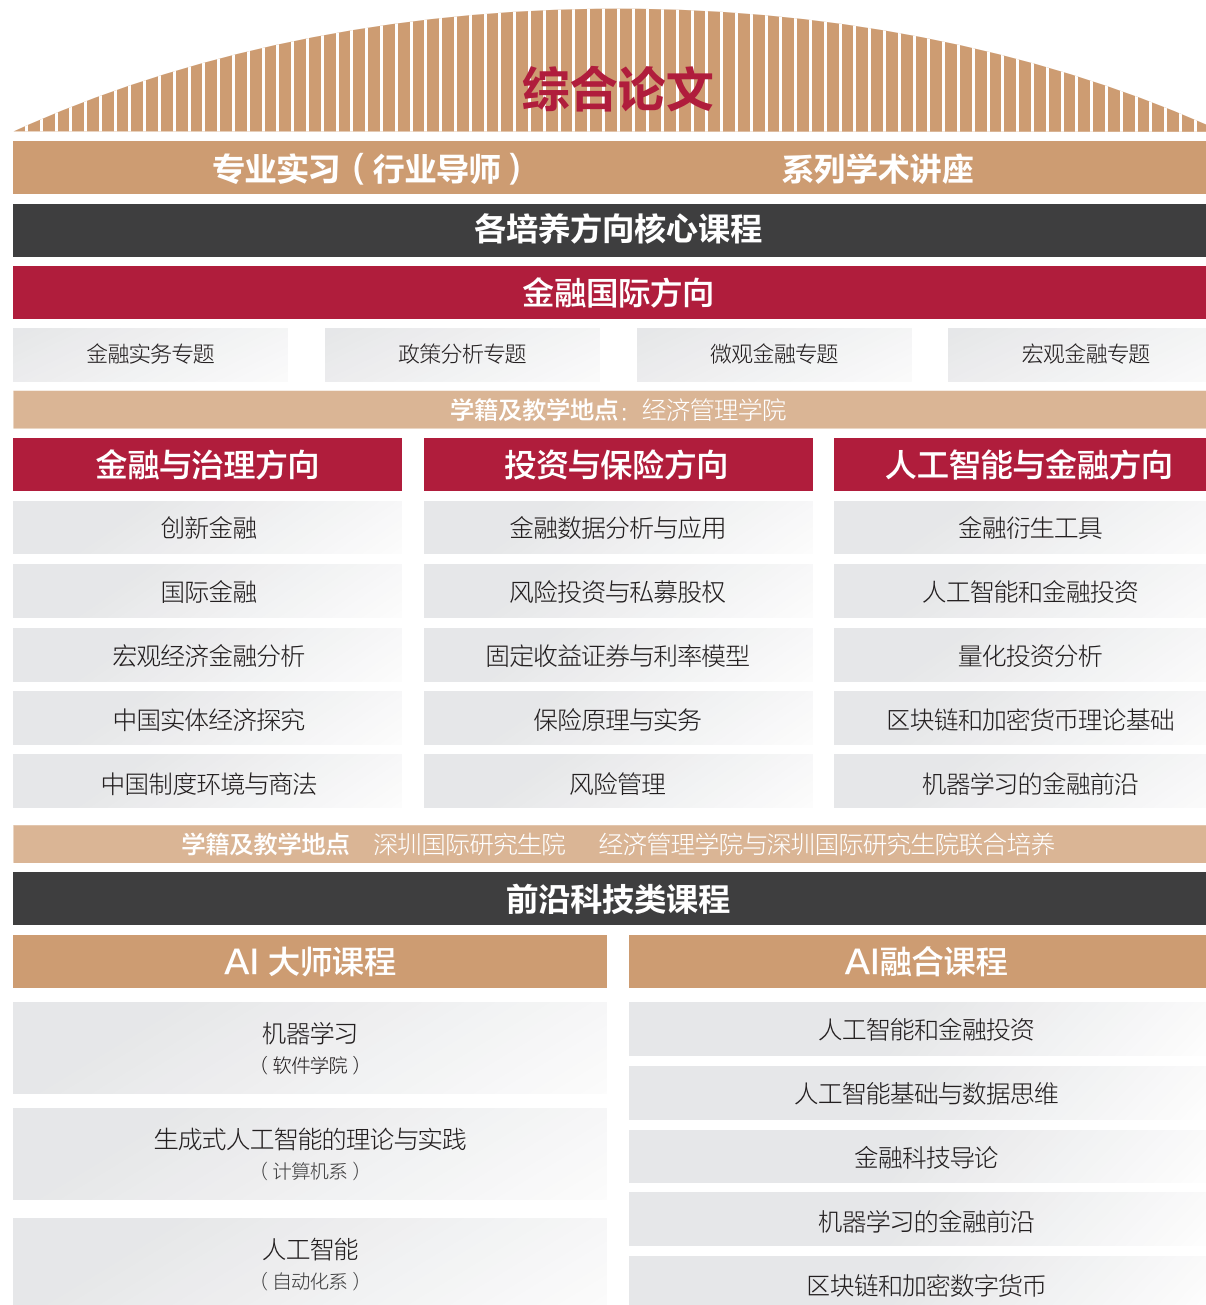 综合论文
专业实习（行业导师） 系列学术讲座
各培养方向核心课程
金融国际方向
金融实务专题 政策分析专题 微观金融专题 宏观金融专题
学籍及教学地点：经济管理学院
金融与治理方向 投资与保险方向 人工智能与金融方向
创新金融 金融数据分析与应用 金融衍生工具
国际金融 风险投资与私募股权 人工智能和金融投资
宏观经济金融分析 固定收益证券与利率模型 量化投资分析
中国实体经济探究 保险原理与实务 区块链和加密货币理论基础
中国制度环境与商法 风险管理 机器学习的金融前沿
学籍及教学地点 深圳国际研究生院 经济管理学院与深圳国际研究生院联合培养
前沿科技类课程
AI 大师课程 AI融合课程
机器学习
（软件学院）
生成式人工智能的理论与实践
（计算机系）
人工智能
（自动化系）
人工智能和金融投资
人工智能基础与数据思维
金融科技导论
机器学习的金融前沿
区块链和加密数字货币